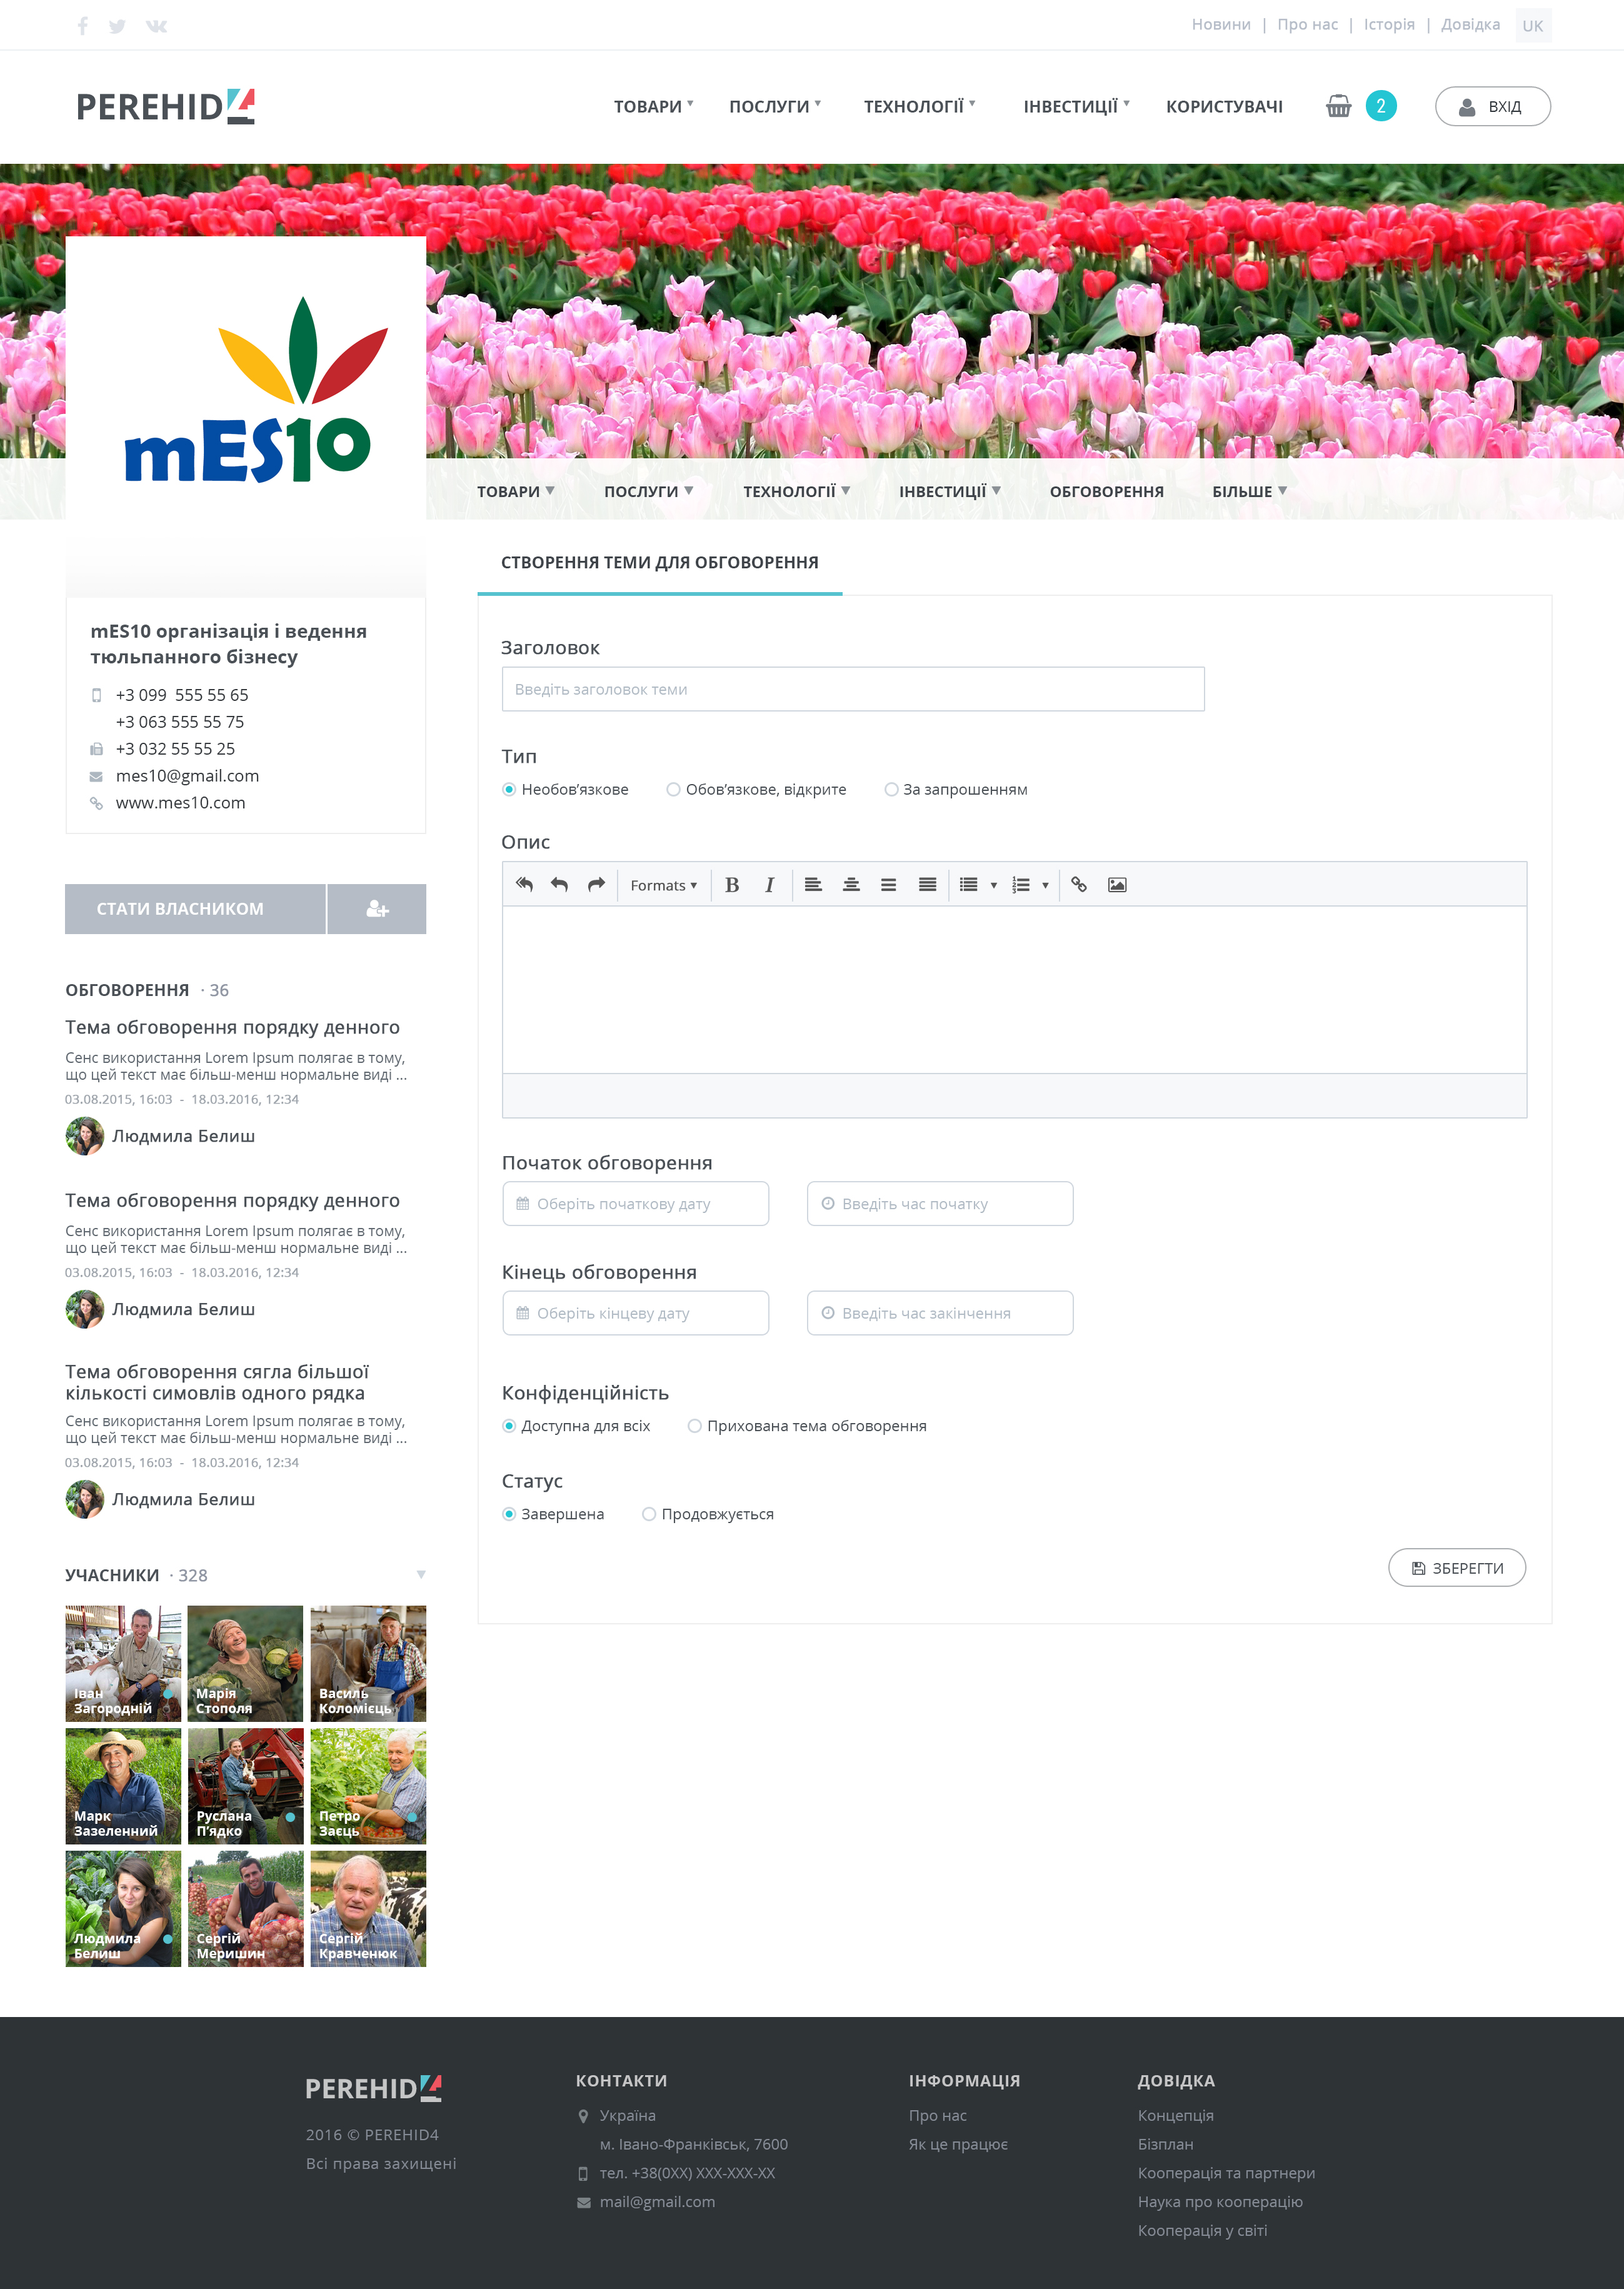 Новини | Про нас | Історія | Довідка UK
PEREHID4
ТОВАРИ ПОСЛУГИ ТЕХНОЛОГІЇ ІНВЕСТИЦІЇ КОРИСТУВАЧІ 2 ВХІД
mES10
ТОВАРИ ПОСЛУГИ ТЕХНОЛОГІЇ ІНВЕСТИЦІЇ ОБГОВОРЕННЯ БІЛЬШЕ
mES10 організація і ведення
тюльпанного бізнесу
+3 099 555 55 65
+3 063 555 55 75
+3 032 55 55 25
mes10@gmail.com
www.mes10.com
СТАТИ ВЛАСНИКОМ
ОБГОВОРЕННЯ · 36
Тема обговорення порядку денного
Сенс використання Lorem Ipsum полягає в тому,
що цей текст має більш-менш нормальне виді ...
03.08.2015, 16:03 - 18.03.2016, 12:34
Людмила Белиш
Тема обговорення порядку денного
Сенс використання Lorem Ipsum полягає в тому,
що цей текст має більш-менш нормальне виді ...
03.08.2015, 16:03 - 18.03.2016, 12:34
Людмила Белиш
Тема обговорення сягла більшої
кількості симовлів одного рядка
Сенс використання Lorem Ipsum полягає в тому,
що цей текст має більш-менш нормальне виді ...
03.08.2015, 16:03 - 18.03.2016, 12:34
Людмила Белиш
УЧАСНИКИ · 328
Іван
Загородній
Марія
Стополя
Василь
Коломієць
Марк
Зазеленний
Руслана
П'ядко
Петро
Заєць
Людмила
Белиш
Сергій
Меришин
Сергій
Кравченюк
СТВОРЕННЯ ТЕМИ ДЛЯ ОБГОВОРЕННЯ
Заголовок
Введіть заголовок теми
Тип
Необов’язкове Обов’язкове, відкрите За запрошенням
Опис
Formats B I
Початок обговорення
Оберіть початкову дату Введіть час початку
Кінець обговорення
Оберіть кінцеву дату Введіть час закінчення
Конфіденційність
Доступна для всіх Прихована тема обговорення
Статус
Завершена Продовжується
ЗБЕРЕГТИ
PEREHID4
2016 © PEREHID4
Всі права захищені
КОНТАКТИ
Україна
м. Івано-Франківськ, 7600
тел. +38(0XX) XXX-XXX-XX
mail@gmail.com
ІНФОРМАЦІЯ
Про нас
Як це працює
ДОВІДКА
Концепція
Бізплан
Кооперація та партнери
Наука про кооперацію
Кооперація у світі